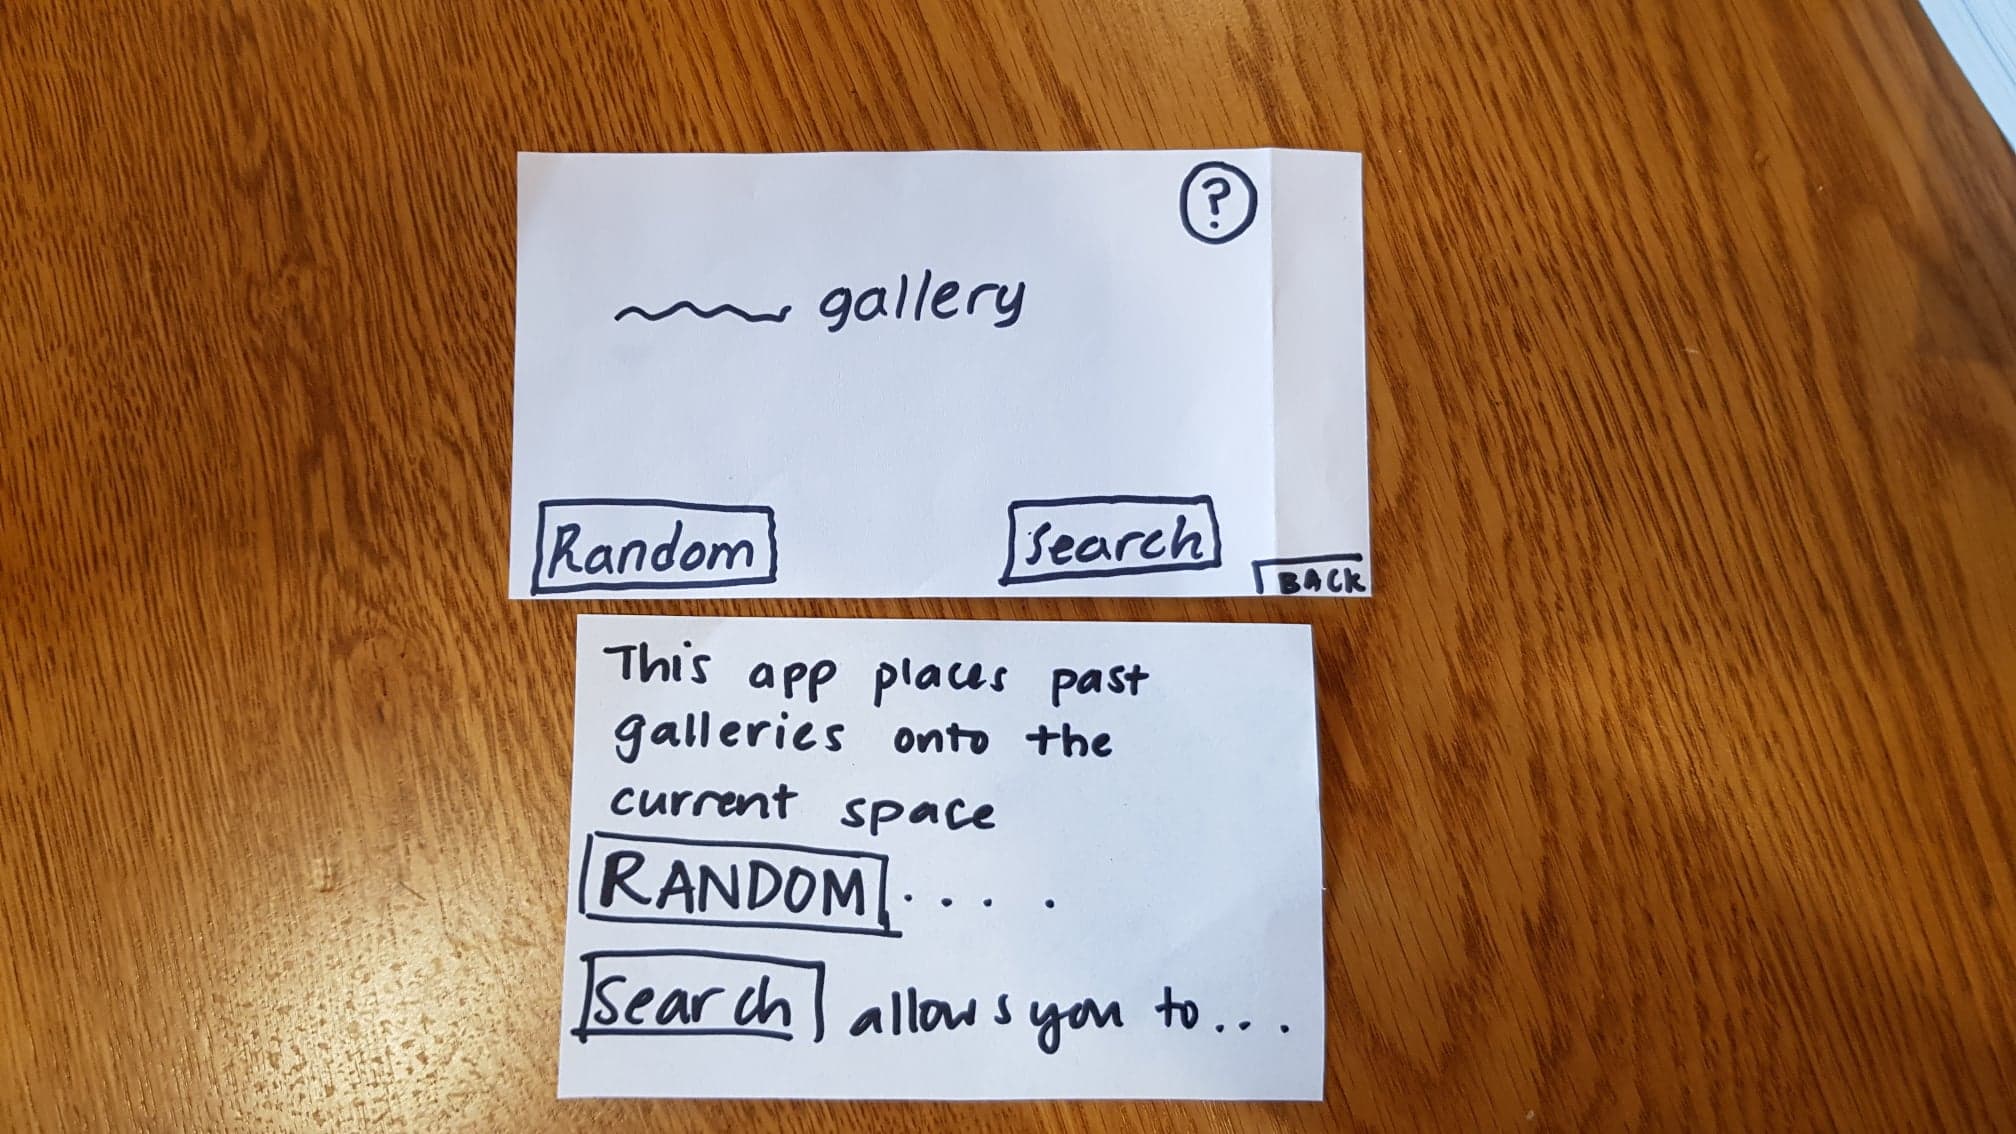 ?
gallery
Random
Search
BACK
This app places past
galleries onto the
current space
RANDOM . . . .
Search allows you to...